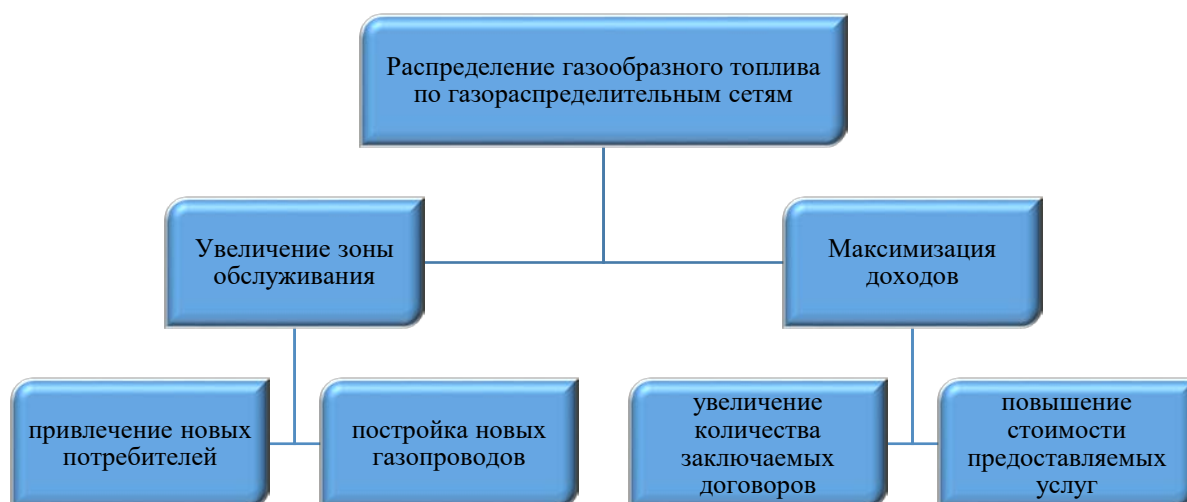 Распределение газообразного топлива
по газораспределительным сетям
Увеличение зоны
обслуживания
Максимизация
доходов
привлечение новых
потребителей
постройка новых
газопроводов
увеличение
количества
заключаемых
договоров
повышение
стоимости
предоставляемых
услуг